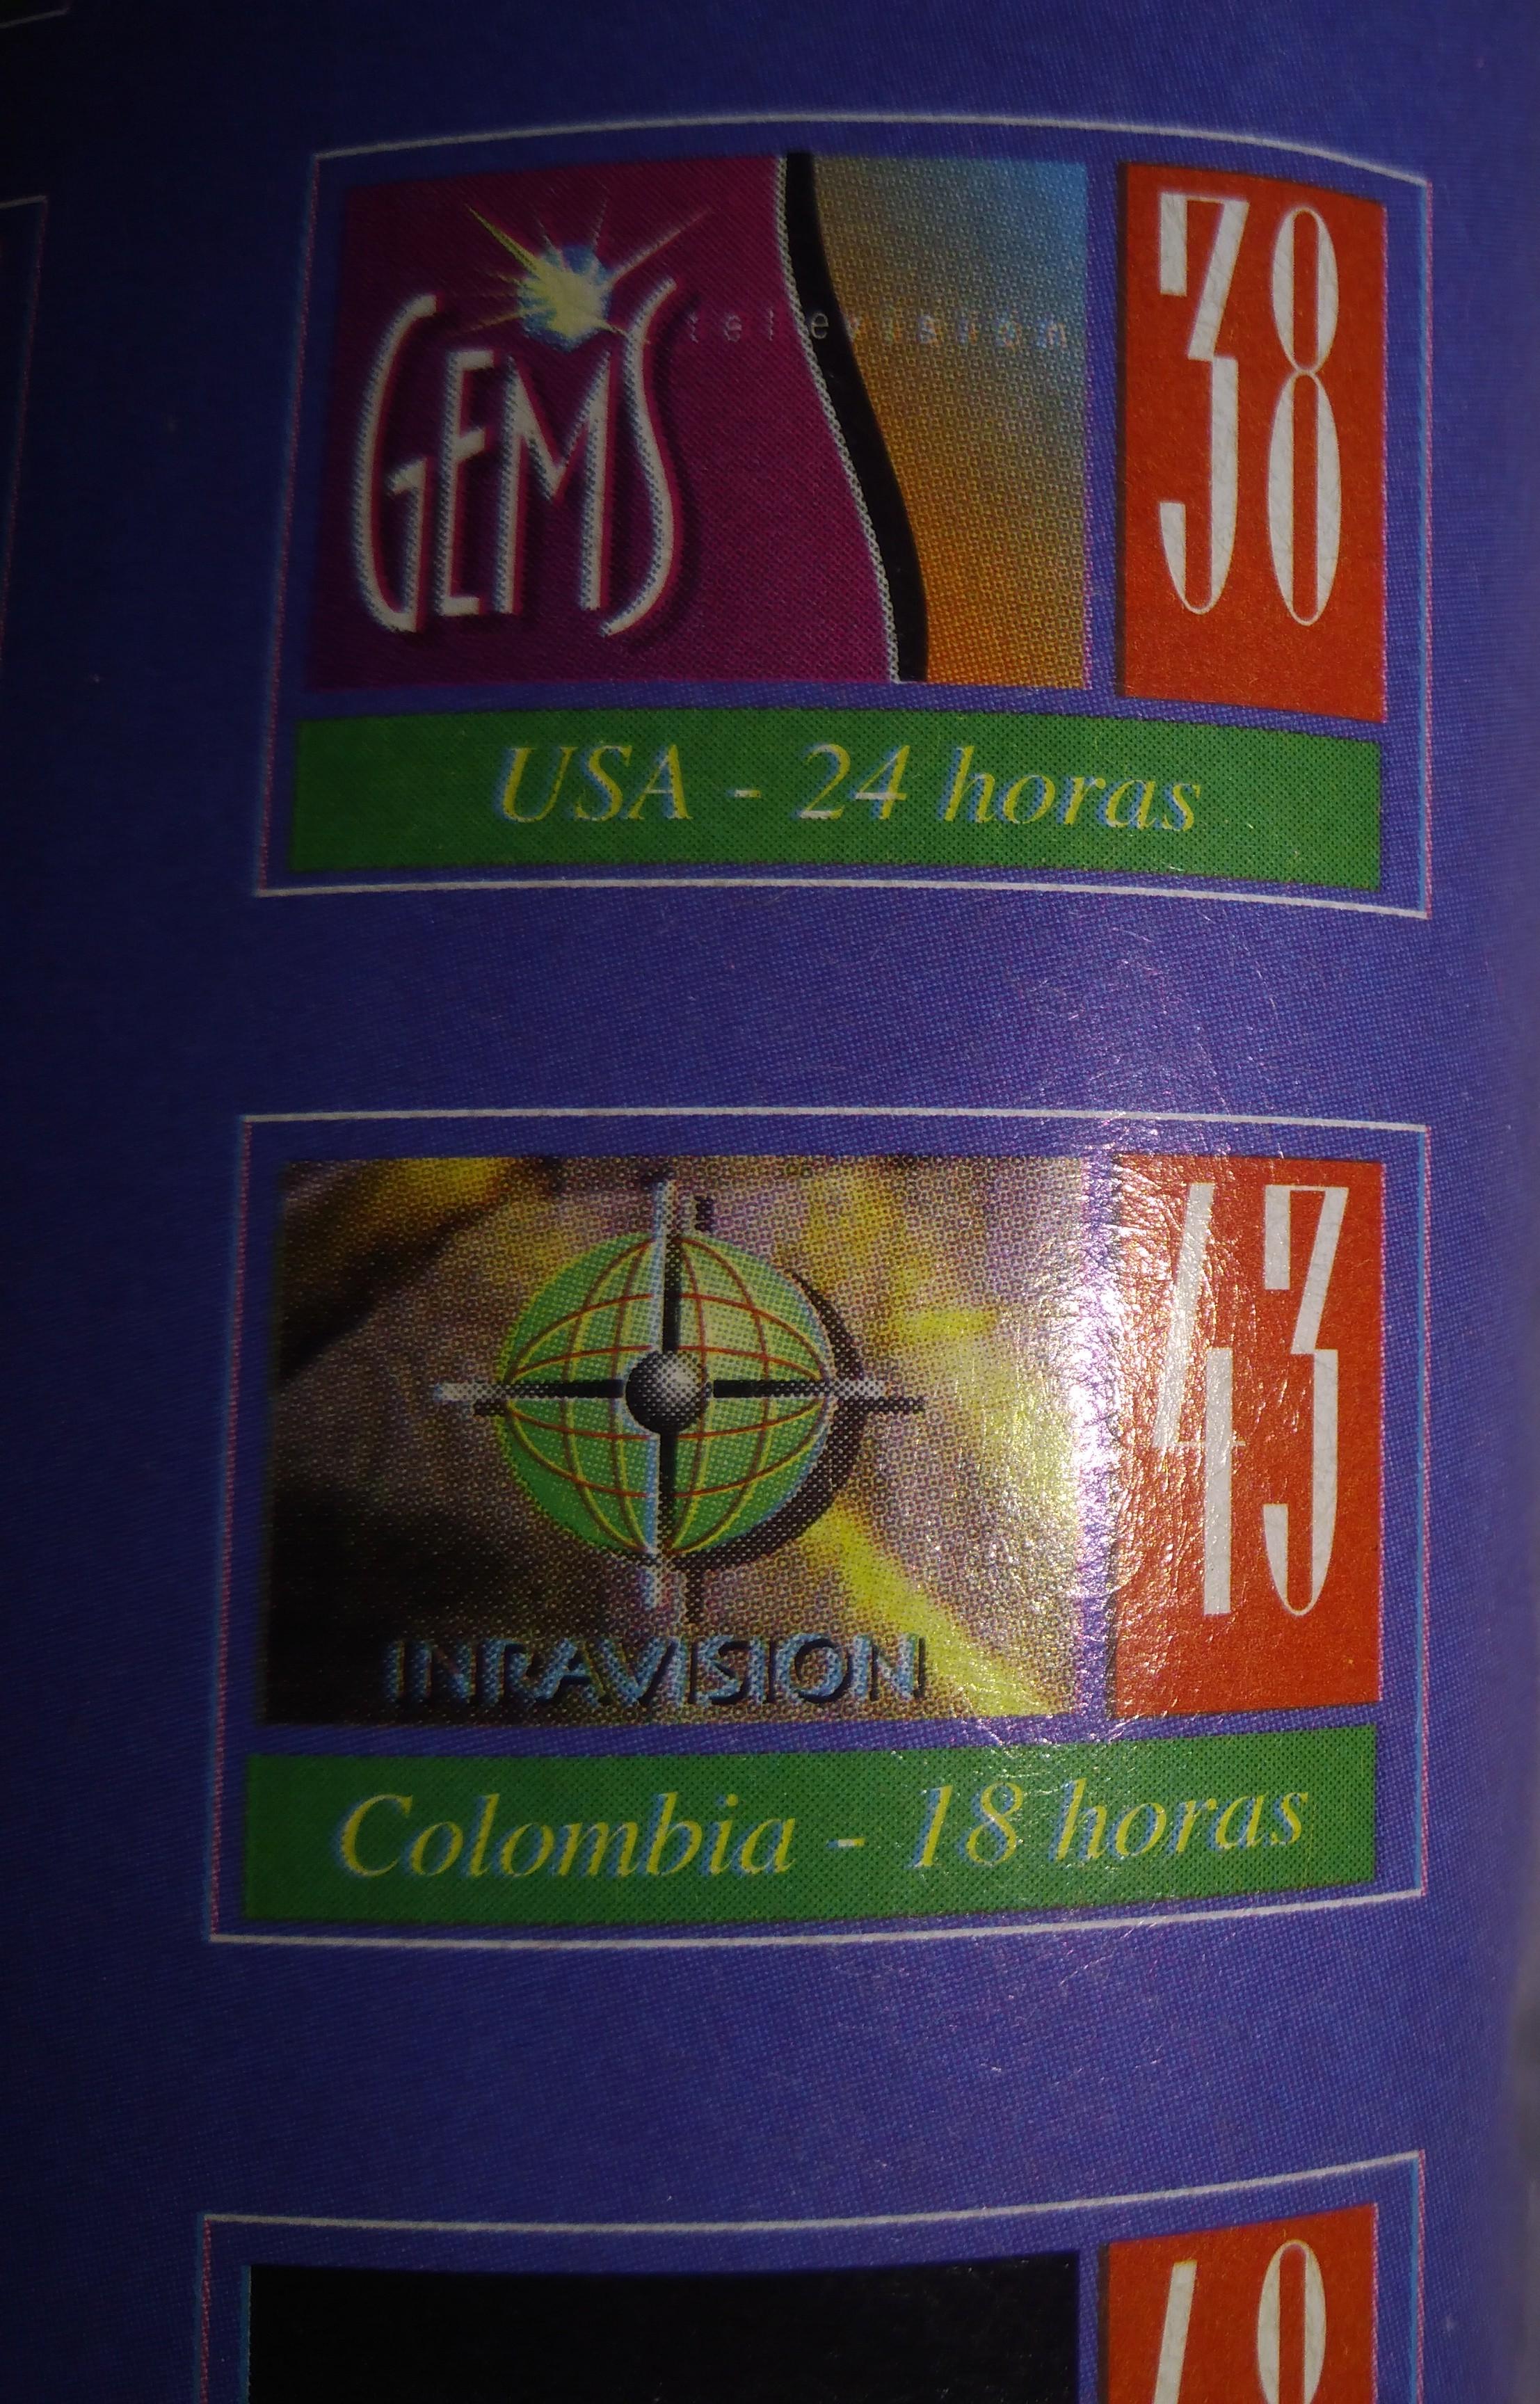 GEMS
television
38
USA - 24 horas
43
INRAVISION
Colombia - 18 horas